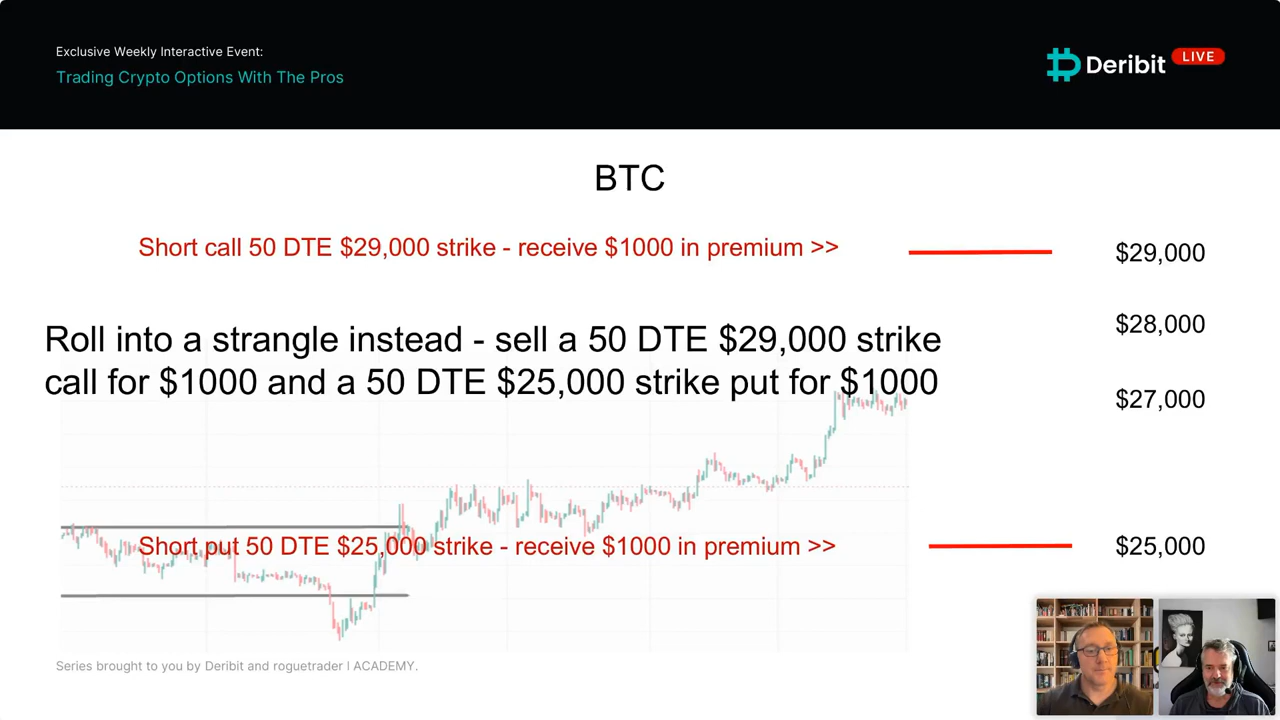 Exclusive Weekly Interactive Event:
Trading Crypto Options With The Pros
Deribit LIVE
BTC
Short call 50 DTE $29,000 strike - receive $1000 in premium >>
$29,000
Roll into a strangle instead - sell a 50 DTE $29,000 strike
call for $1000 and a 50 DTE $25,000 strike put for $1000
$28,000
$27,000
Short put 50 DTE $25,000 strike - receive $1000 in premium >>
$25,000
Series brought to you by Deribit and roguetrader | ACADEMY.